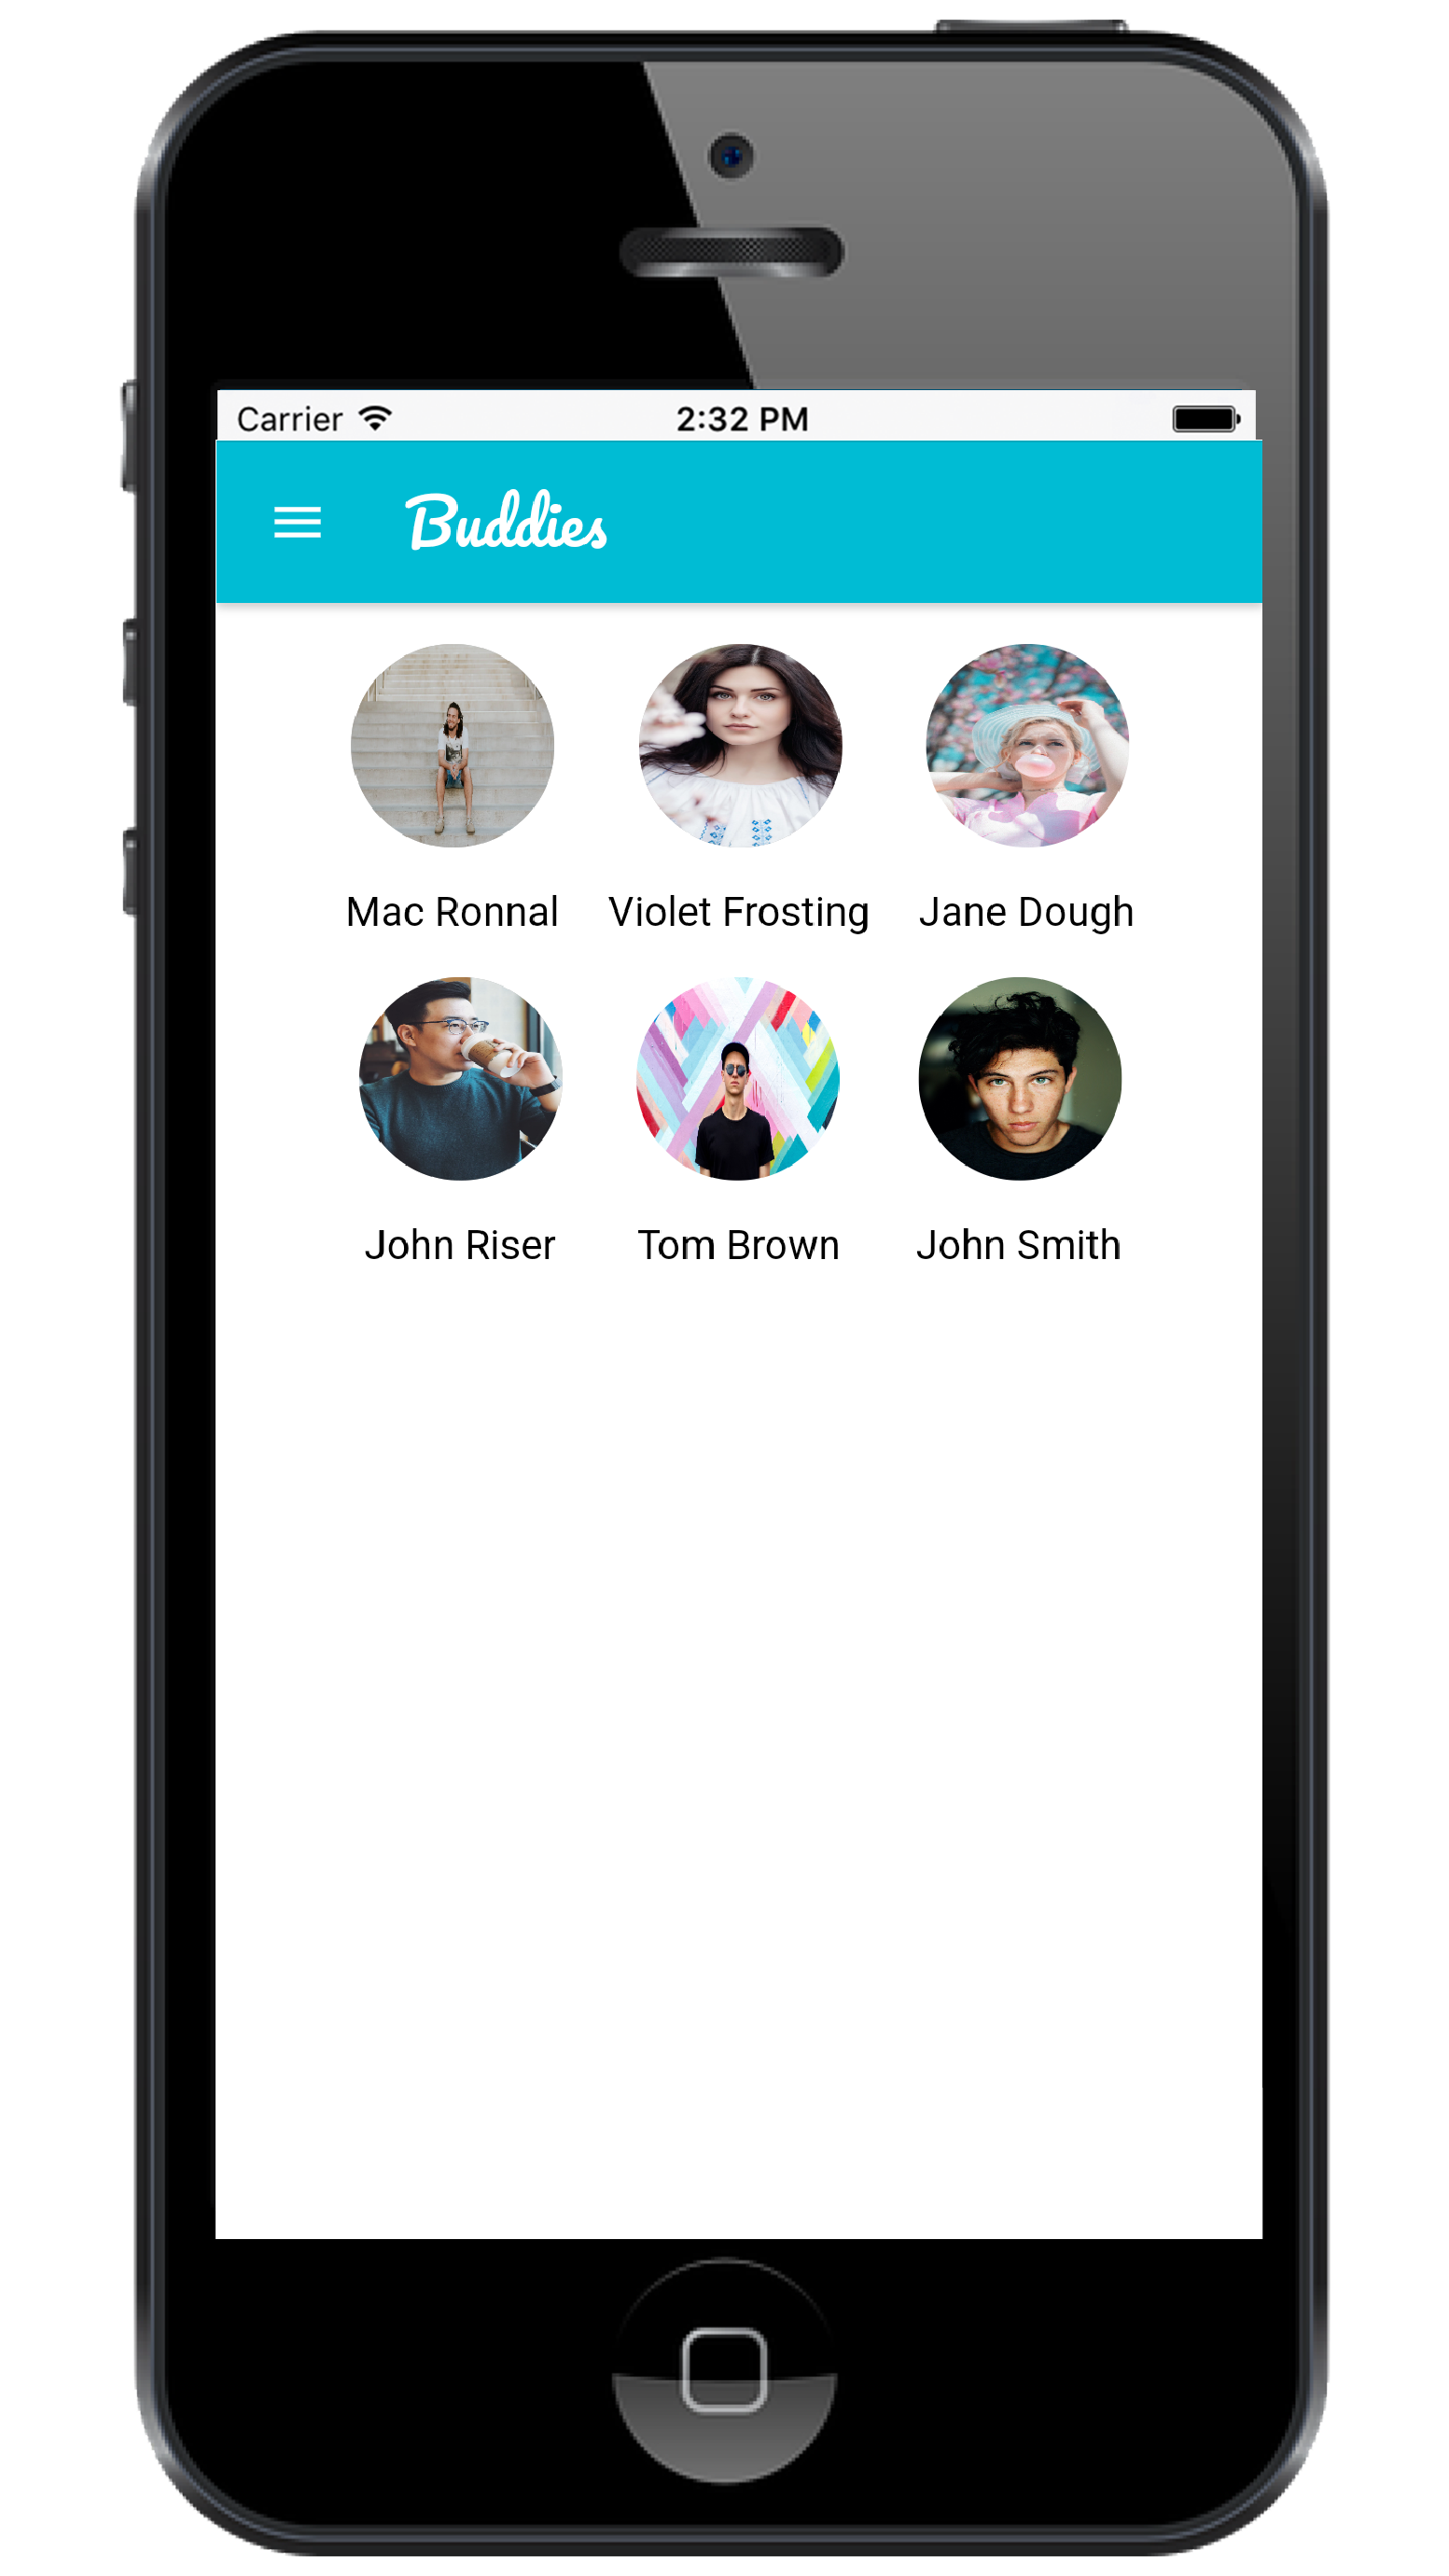 Carrier 2:32 PM
Buddies
Mac Ronnal Violet Frosting Jane Dough
John Riser Tom Brown John Smith